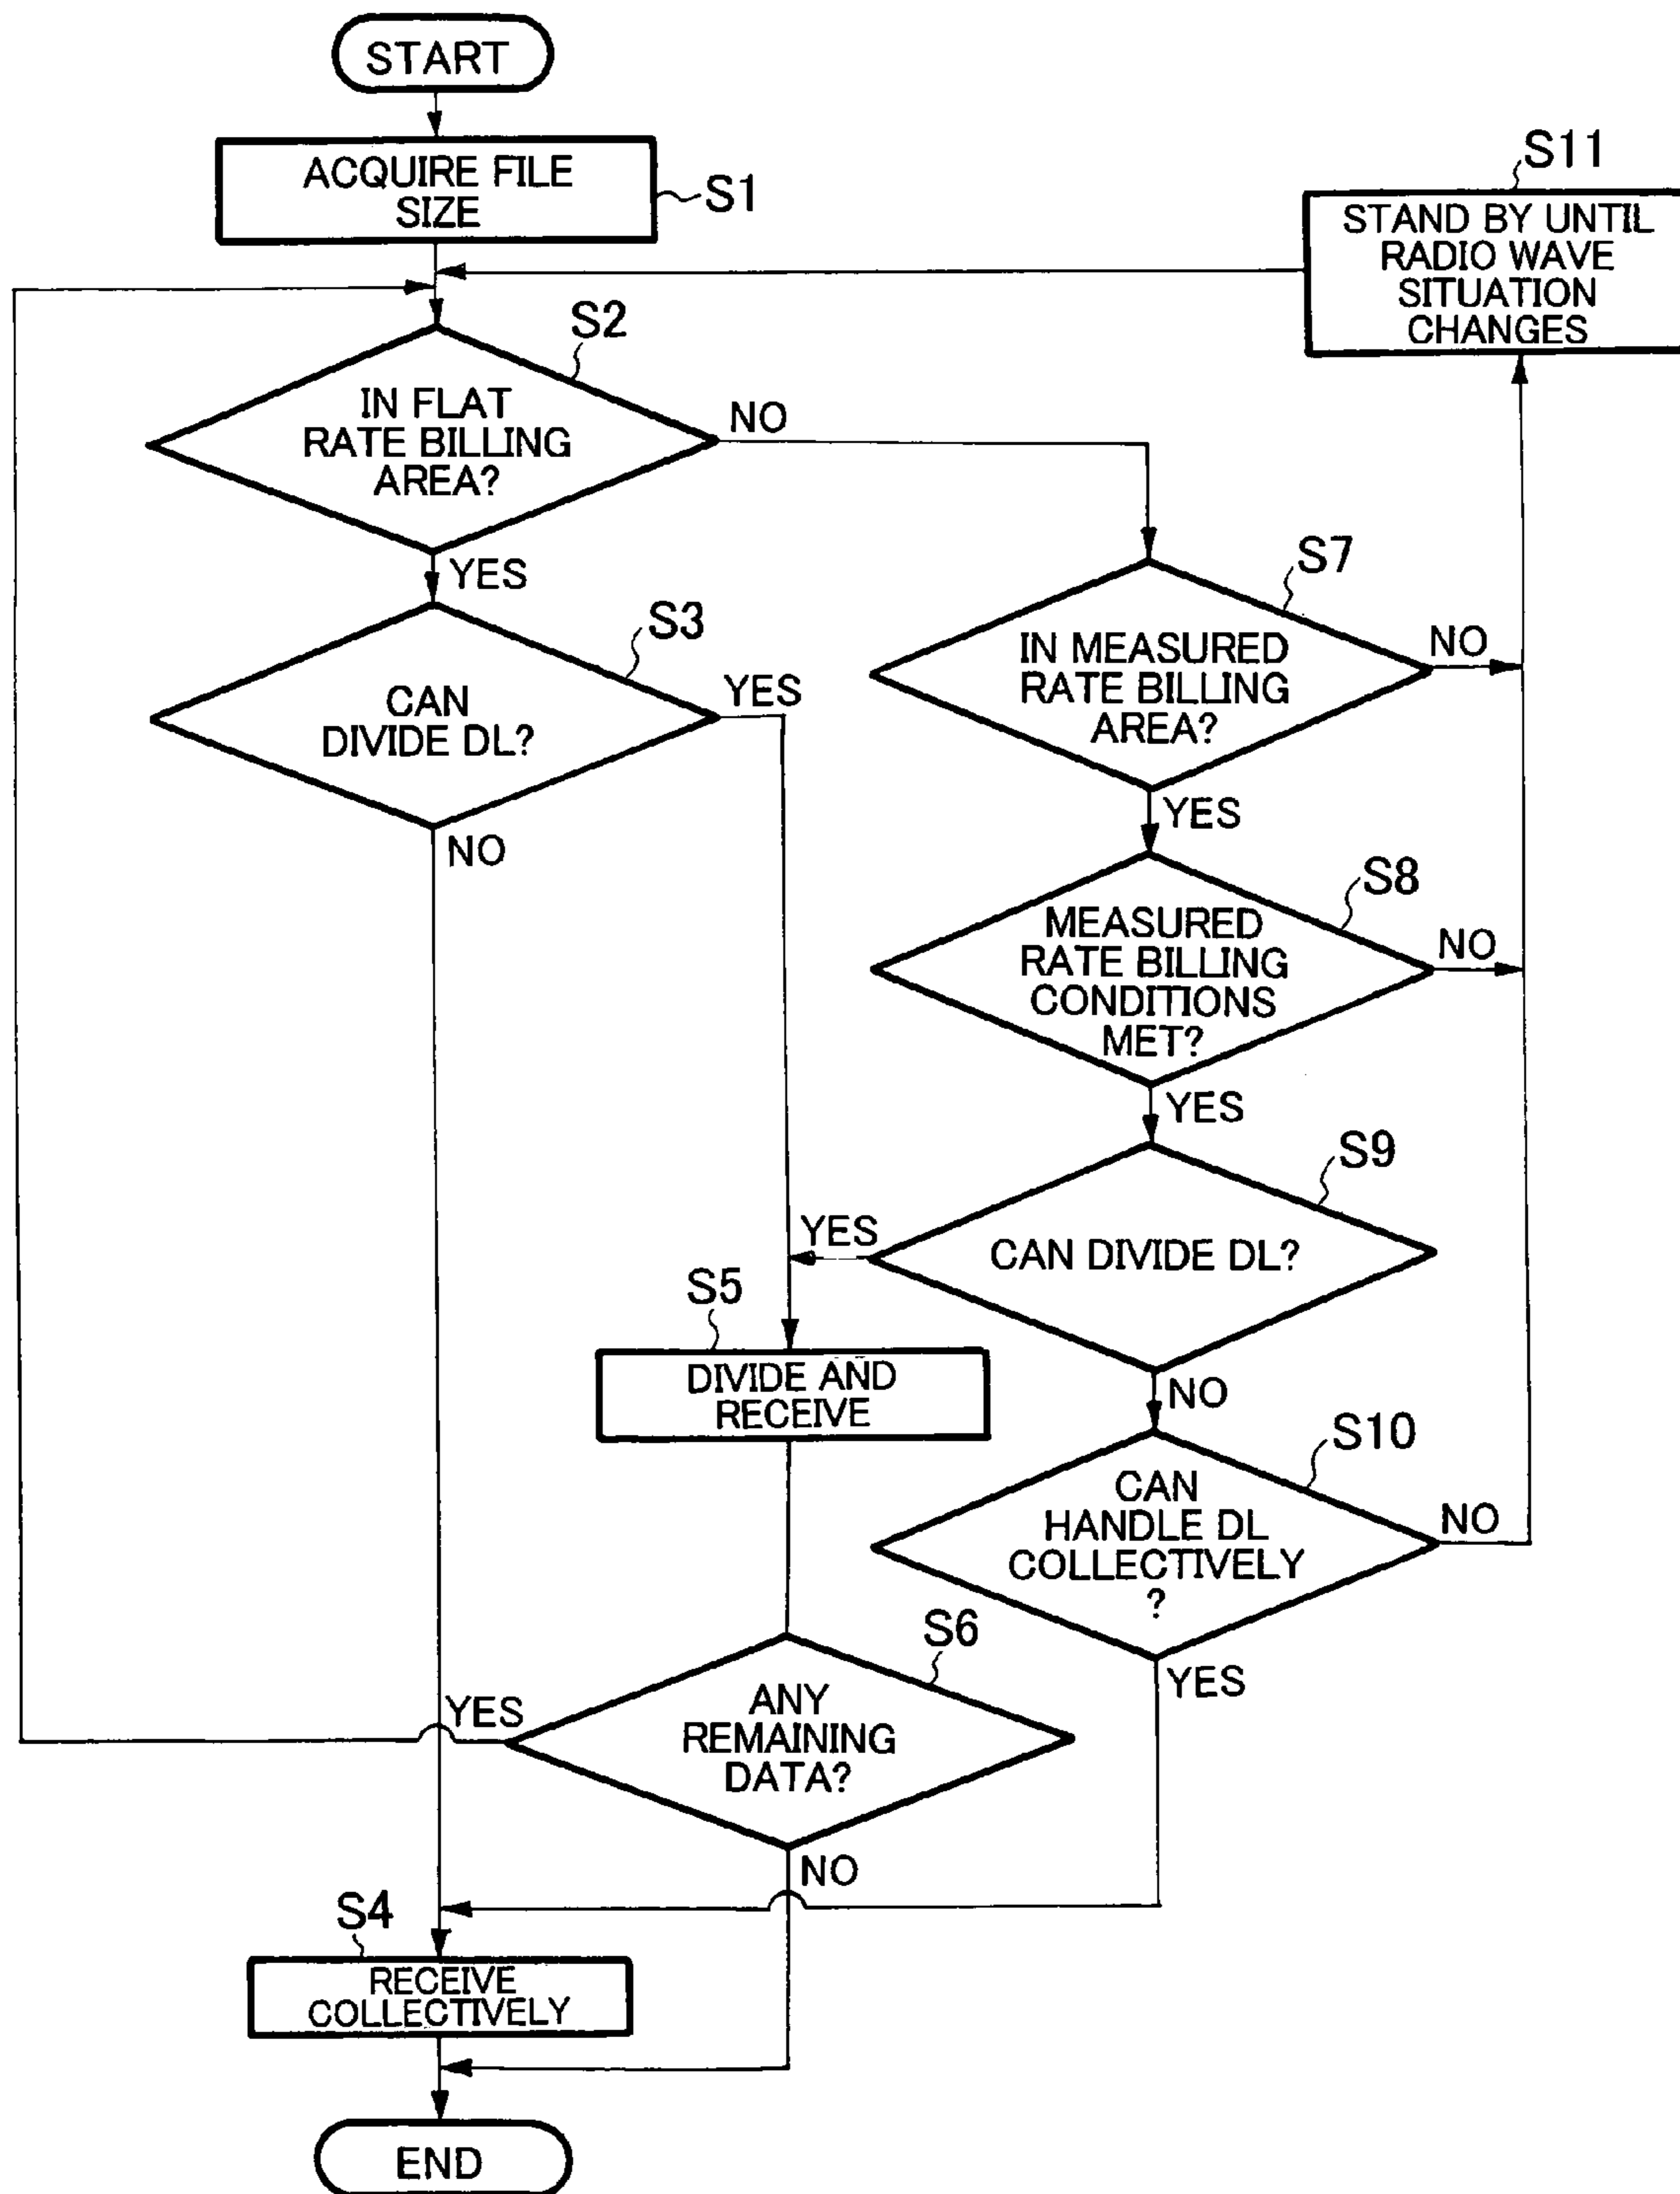 START
ACQUIRE FILE
SIZE
S1
S11
STAND BY UNTIL
RADIO WAVE
SITUATION
CHANGES
S2
IN FLAT
RATE BILLING
AREA?
NO
YES
S3
CAN
DIVIDE DL?
YES
NO
S7
IN MEASURED
RATE BILLING
AREA?
NO
YES
S8
MEASURED
RATE BILLING
CONDITIONS
MET?
NO
YES
S9
CAN DIVIDE DL?
YES
NO
S5
DIVIDE AND
RECEIVE
S10
CAN
HANDLE DL
COLLECTIVELY
?
NO
YES
S6
ANY
REMAINING
DATA?
YES
NO
S4
RECEIVE
COLLECTIVELY
END